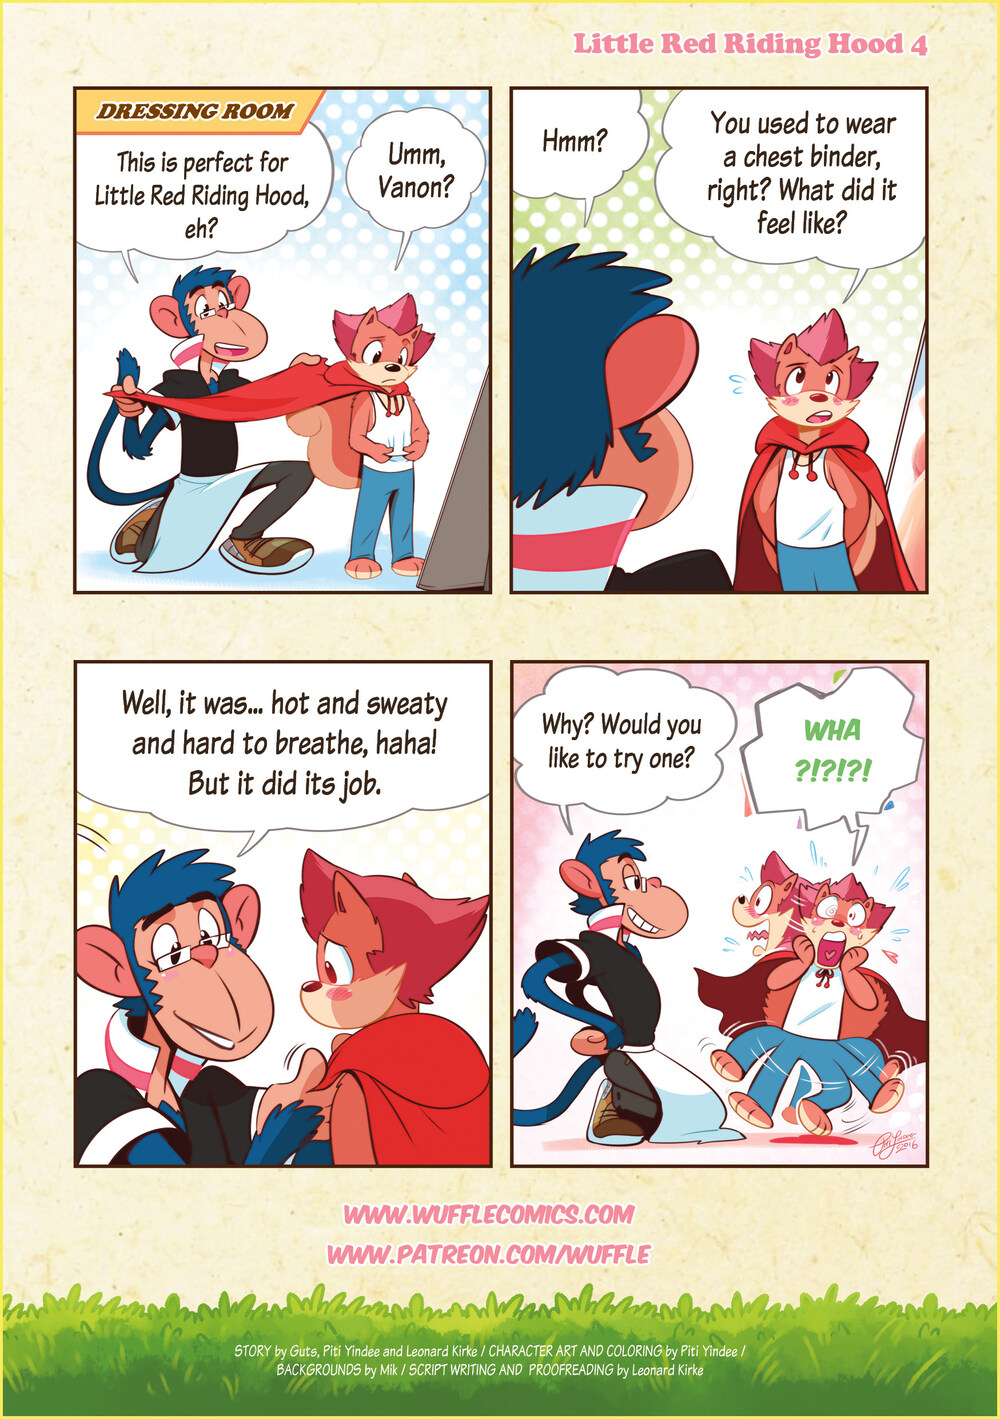 Little Red Riding Hood 4
DRESSING ROOM
This is perfect for
Little Red Riding Hood,
eh?
Umm,
Vanon?
Hmm?
You used to wear
a chest binder,
right? What did it
feel like?
Well, it was... hot and sweaty
and hard to breathe, haha!
But it did its job.
Why? Would you
like to try one?
WHA
?!?!?!
2016
WWW.WUFFLECOMICS.COM
WWW.PATREON.COM/WUFFLE
STORY by Guts, Piti Yindee and Leonard Kirke / CHARACTER ART AND COLORING by Piti Yindee /
BACKGROUNDS by Mik / SCRIPT WRITING AND PROOFREADING by Leonard Kirke